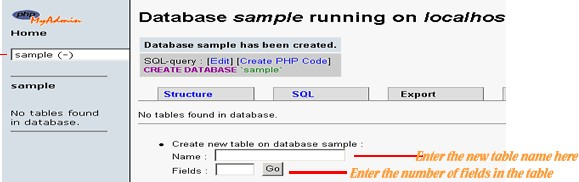 php
MyAdmin
Home
sample (-)
sample
No tables found
in database.
Database sample running on localhos
Database sample has been created.
SQL-query : [Edit] [Create PHP Code]
CREATE DATABASE `sample`
Structure SQL Export
No tables found in database.
• Create new table on database sample :
Name : Enter the new table name here
Fields : Go Enter the number of fields in the table